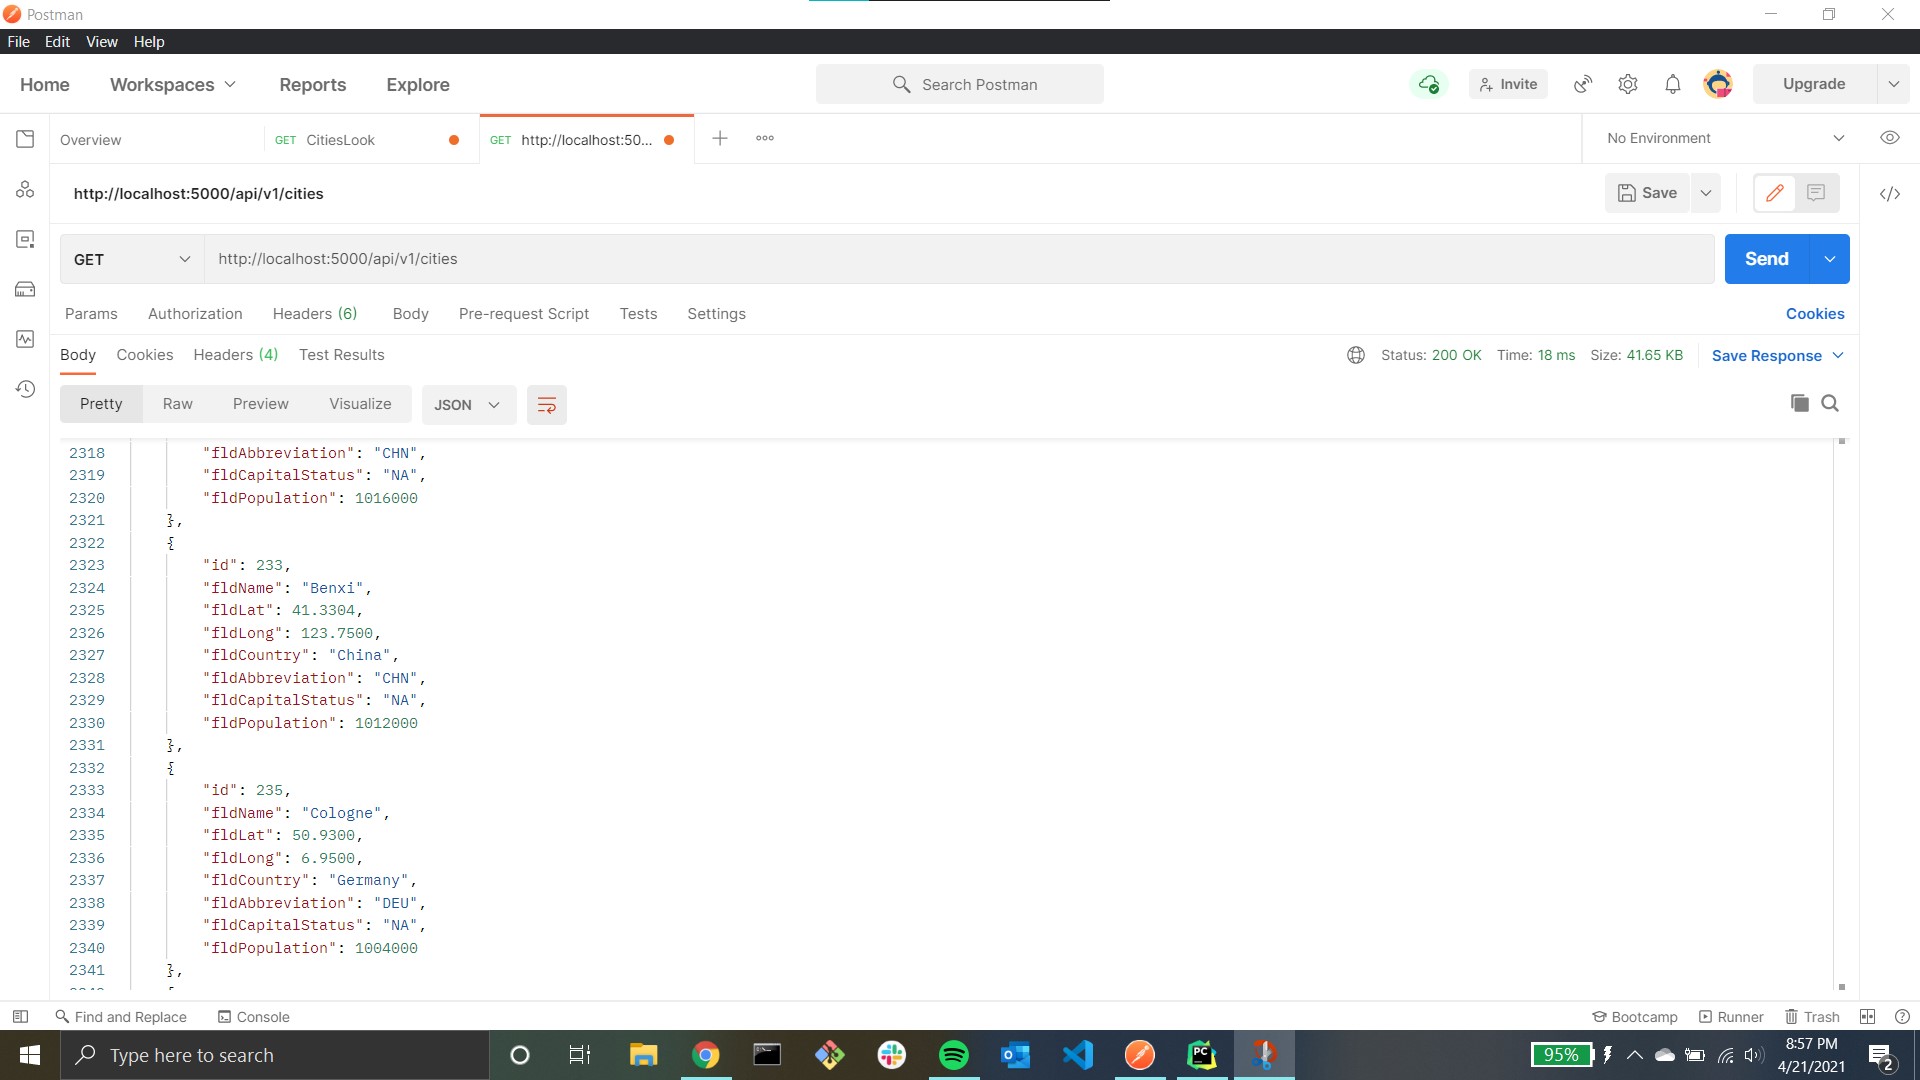 Postman
File Edit View Help
Home Workspaces Reports Explore Search Postman Invite Upgrade
Overview GET CitiesLook GET http://localhost:50... No Environment
http://localhost:5000/api/v1/cities Save
GET http://localhost:5000/api/v1/cities Send
Params Authorization Headers (6) Body Pre-request Script Tests Settings Cookies
Body Cookies Headers (4) Test Results Status: 200 OK Time: 18 ms Size: 41.65 KB Save Response
Pretty Raw Preview Visualize JSON
2318 "fldAbbreviation": "CHN",
2319 "fldCapitalStatus": "NA",
2320 "fldPopulation": 1016000
2321 },
2322 {
2323 "id": 233,
2324 "fldName": "Benxi",
2325 "fldLat": 41.3304,
2326 "fldLong": 123.7500,
2327 "fldCountry": "China",
2328 "fldAbbreviation": "CHN",
2329 "fldCapitalStatus": "NA",
2330 "fldPopulation": 1012000
2331 },
2332 {
2333 "id": 235,
2334 "fldName": "Cologne",
2335 "fldLat": 50.9300,
2336 "fldLong": 6.9500,
2337 "fldCountry": "Germany",
2338 "fldAbbreviation": "DEU",
2339 "fldCapitalStatus": "NA",
2340 "fldPopulation": 1004000
2341 },
Find and Replace Console Bootcamp Runner Trash
Type here to search PC 95% 8:57 PM
4/21/2021 2